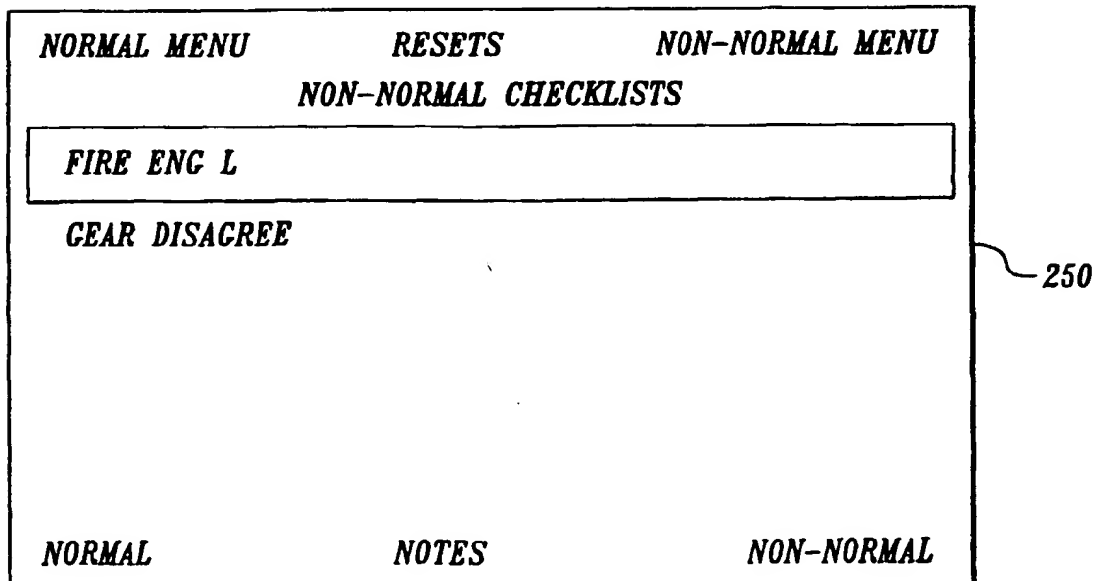 NORMAL MENU RESETS NON-NORMAL MENU
NON-NORMAL CHECKLISTS
FIRE ENG L
GEAR DISAGREE
250
NORMAL NOTES NON-NORMAL